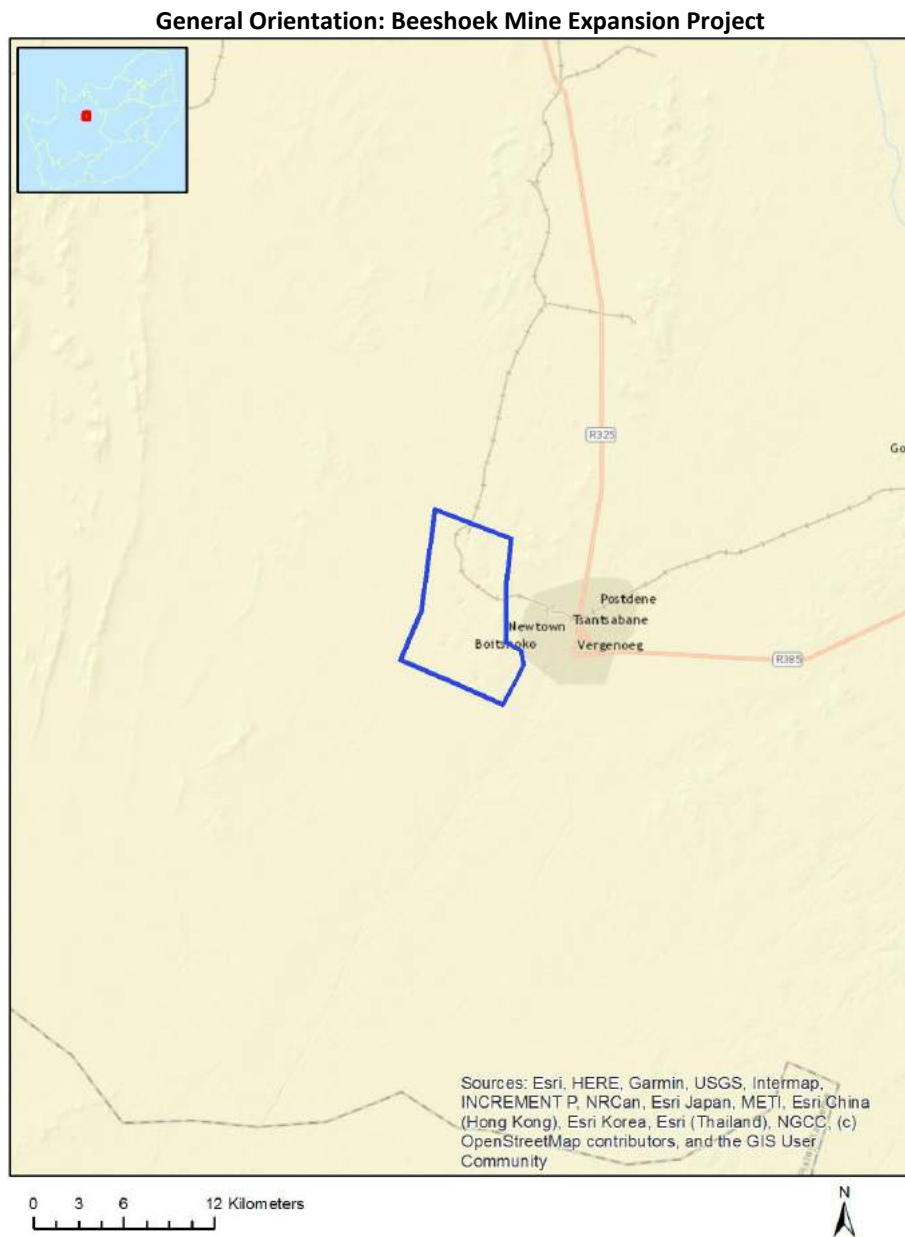 General Orientation: Beeshoek Mine Expansion Project
R325
Go
Postdene
Tsantsabane
Newtown
Boitshoko
Vergenoeg
R385
Sources: Esri, HERE, Garmin, USGS, Intermap,
INCREMENT P, NRCan, Esri Japan, METI, Esri China
(Hong Kong), Esri Korea, Esri (Thailand), NGCC, (c)
OpenStreetMap contributors, and the GIS User
Community
0 3 6 12 Kilometers
N